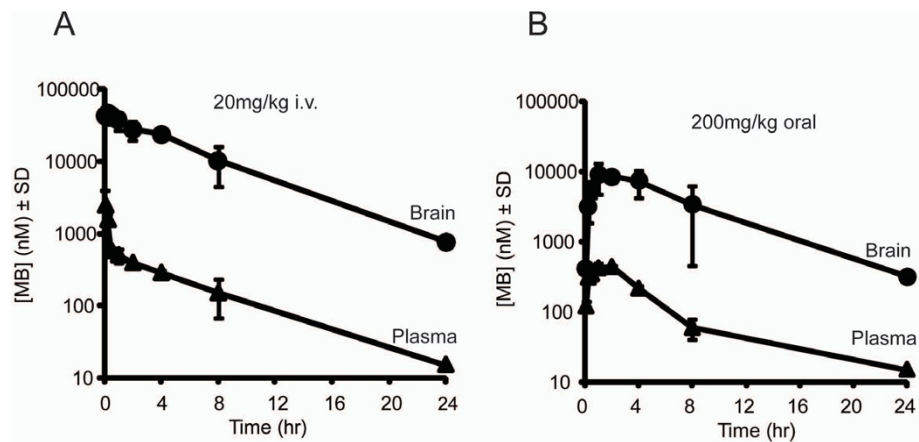 A
20mg/kg i.v.
[MB] (nM) ± SD
100000
10000
1000
100
10
Brain
Plasma
0 4 8 12 16 20 24
Time (hr)
B
200mg/kg oral
[MB] (nM) ± SD
100000
10000
1000
100
10
Brain
Plasma
0 4 8 12 16 20 24
Time (hr)